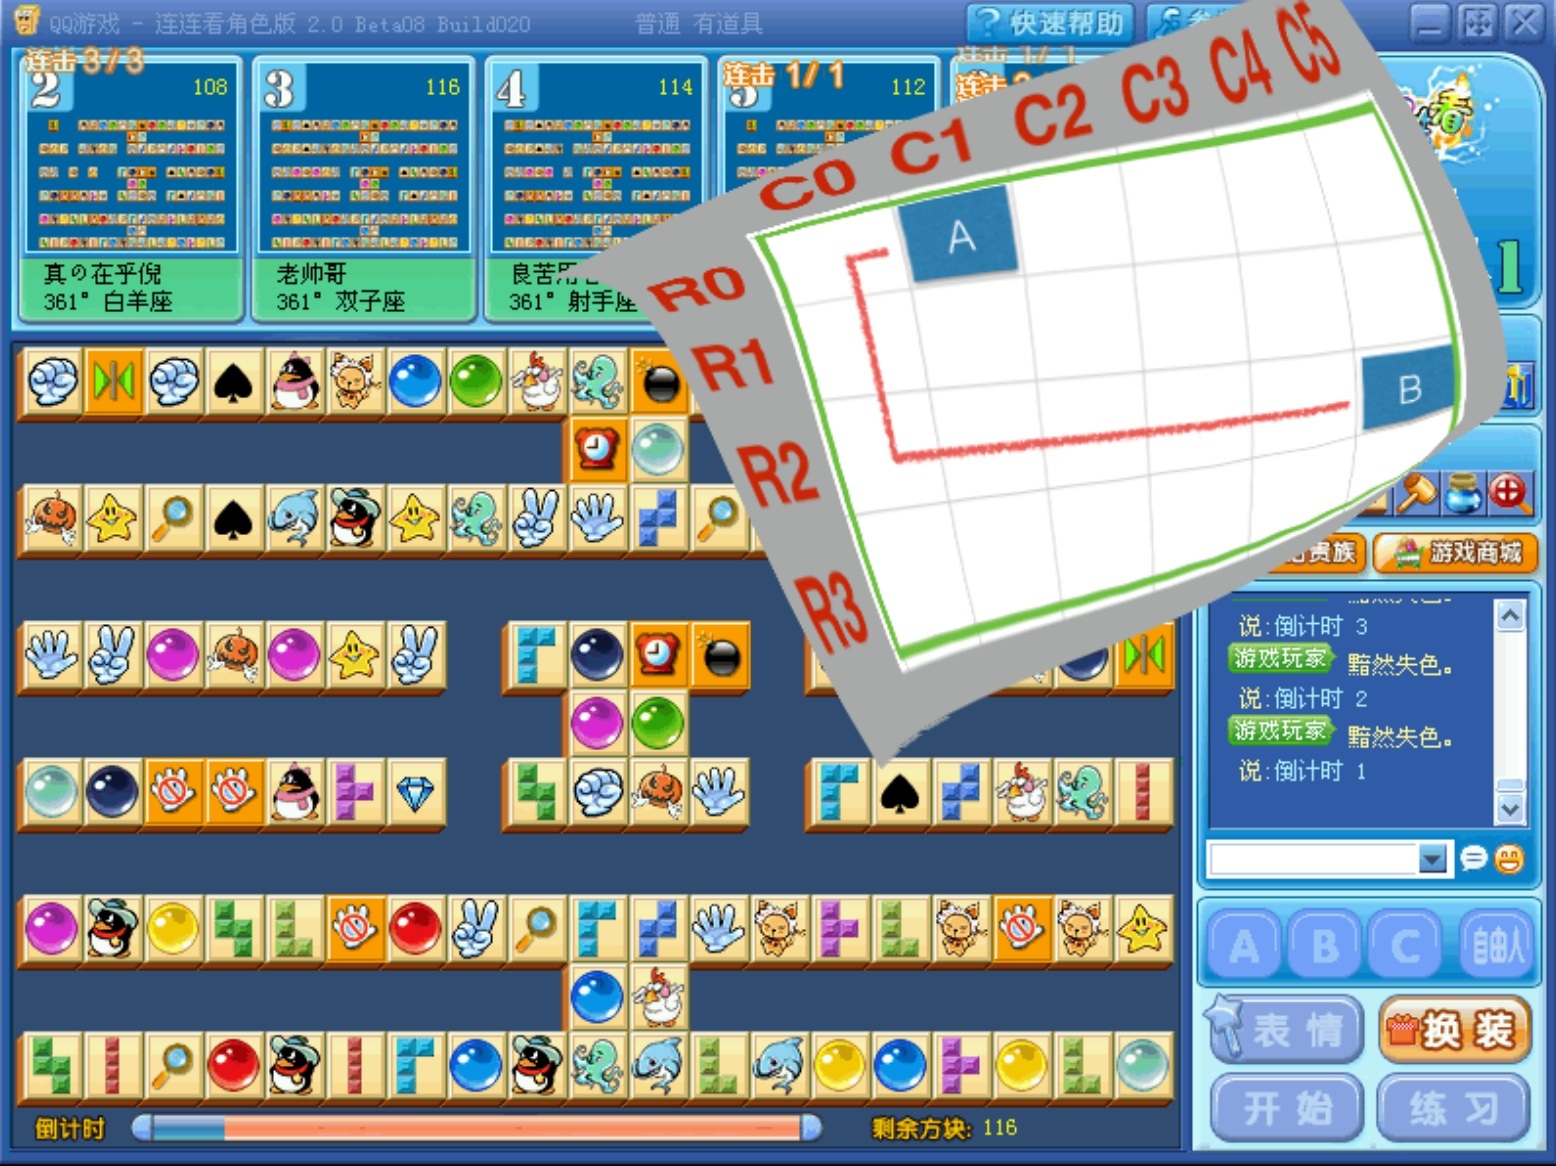 QQ游戏 - 连连看角色版 2.0 Beta08 Build020
普通 有道具
快速帮助
连击3/3
2
108
真の在乎倪
361° 白羊座
3
116
老帅哥
361° 双子座
4
114
361° 射手座
连击1/1
112
C0 C1 C2 C3 C4 C5
R0
R1
R2
R3
A
B
1
贵族
游戏商城
说:倒计时 3
游戏玩家 黯然失色。
说:倒计时 2
游戏玩家 黯然失色。
说:倒计时 1
A B C 自由人
表情
换装
开始
练习
倒计时
剩余方块: 116